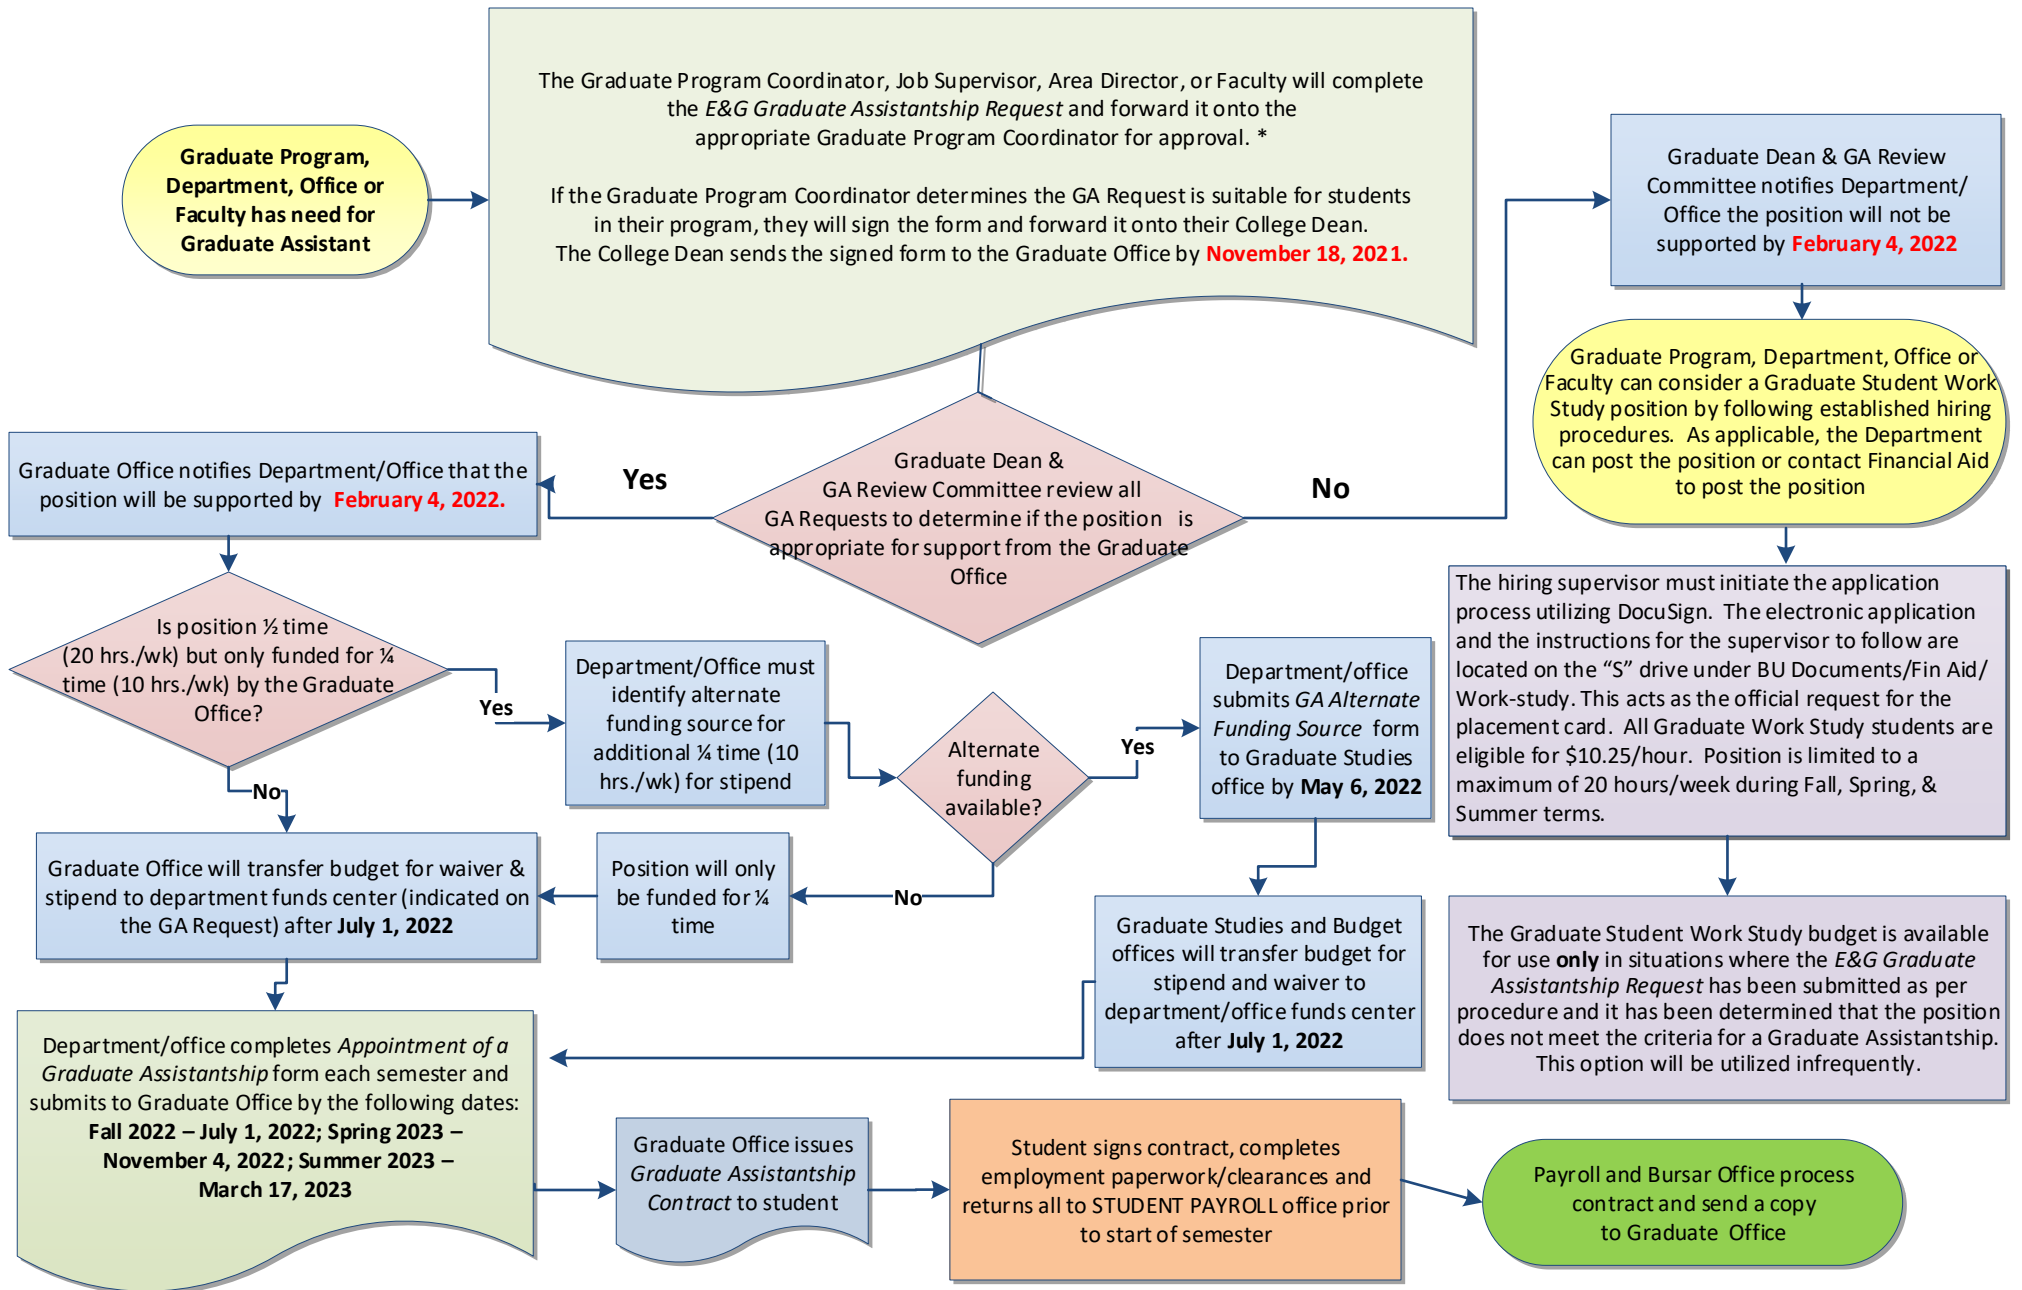 Graduate Program,
Department, Office or
Faculty has need for
Graduate Assistant
The Graduate Program Coordinator, Job Supervisor, Area Director, or Faculty will complete
the E&G Graduate Assistantship Request and forward it onto the
appropriate Graduate Program Coordinator for approval. *
If the Graduate Program Coordinator determines the GA Request is suitable for students
in their program, they will sign the form and forward it onto their College Dean.
The College Dean sends the signed form to the Graduate Office by November 18, 2021.
Graduate Dean & GA Review
Committee notifies Department/
Office the position will not be
supported by February 4, 2022
Graduate Program, Department, Office or
Faculty can consider a Graduate Student Work
Study position by following established hiring
procedures. As applicable, the Department
can post the position or contact Financial Aid
to post the position
Graduate Dean &
GA Review Committee review all
GA Requests to determine if the position is
appropriate for support from the Graduate
Office
Yes
No
Graduate Office notifies Department/Office that the
position will be supported by February 4, 2022.
Is position ½ time
(20 hrs./wk) but only funded for ¼
time (10 hrs./wk) by the Graduate
Office?
Yes
No
Department/Office must
identify alternate
funding source for
additional ¼ time (10
hrs./wk) for stipend
Alternate
funding
available?
Yes
No
Department/office
submits GA Alternate
Funding Source form
to Graduate Studies
office by May 6, 2022
The hiring supervisor must initiate the application
process utilizing DocuSign. The electronic application
and the instructions for the supervisor to follow are
located on the “S” drive under BU Documents/Fin Aid/
Work-study. This acts as the official request for the
placement card. All Graduate Work Study students are
eligible for $10.25/hour. Position is limited to a
maximum of 20 hours/week during Fall, Spring, &
Summer terms.
Graduate Office will transfer budget for waiver &
stipend to department funds center (indicated on
the GA Request) after July 1, 2022
Position will only
be funded for ¼
time
Graduate Studies and Budget
offices will transfer budget for
stipend and waiver to
department/office funds center
after July 1, 2022
The Graduate Student Work Study budget is available
for use only in situations where the E&G Graduate
Assistantship Request has been submitted as per
procedure and it has been determined that the position
does not meet the criteria for a Graduate Assistantship.
This option will be utilized infrequently.
Department/office completes Appointment of a
Graduate Assistantship form each semester and
submits to Graduate Office by the following dates:
Fall 2022 – July 1, 2022; Spring 2023 –
November 4, 2022; Summer 2023 –
March 17, 2023
Graduate Office issues
Graduate Assistantship
Contract to student
Student signs contract, completes
employment paperwork/clearances and
returns all to STUDENT PAYROLL office prior
to start of semester
Payroll and Bursar Office process
contract and send a copy
to Graduate Office